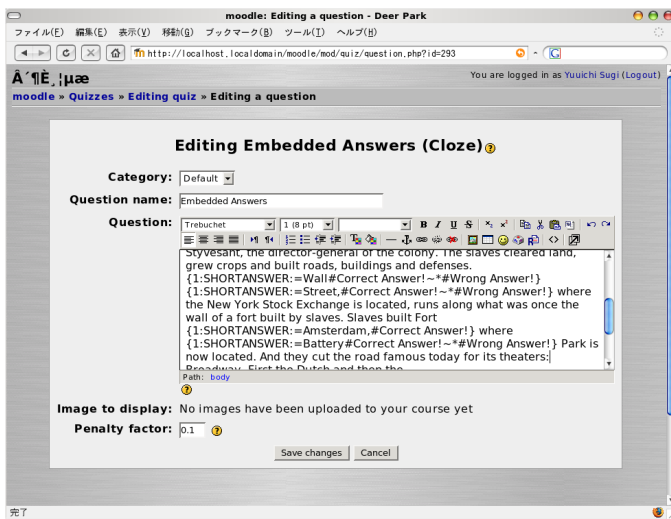 moodle: Editing a question - Deer Park
ファイル(F) 編集(E) 表示(V) 移動(G) ブックマーク(B) ツール(T) ヘルプ(H)
http://localhost.localdomain/moodle/mod/quiz/question.php?id=293
Â´¶È¸¦µæ
You are logged in as Yuuichi Sugi (Logout)
moodle » Quizzes » Editing quiz » Editing a question
Editing Embedded Answers (Cloze)
Category: Default
Question name: Embedded Answers
Question: Trebuchet 1 (8 pt) B I U S
Styvesant, the director-general of the colony. The slaves cleared land,
grew crops and built roads, buildings and defenses.
{1:SHORTANSWER:=Wall#Correct Answer!~*#Wrong Answer!}
{1:SHORTANSWER:=Street,#Correct Answer!~*#Wrong Answer!} where
the New York Stock Exchange is located, runs along what was once the
wall of a fort built by slaves. Slaves built Fort
{1:SHORTANSWER:=Amsterdam,#Correct Answer!} where
{1:SHORTANSWER:=Battery#Correct Answer!~*#Wrong Answer!} Park is
now located. And they cut the road famous today for its theaters:
Broadway. First the Dutch and then the
Path: body
Image to display: No images have been uploaded to your course yet
Penalty factor: 0.1
Save changes Cancel
完了